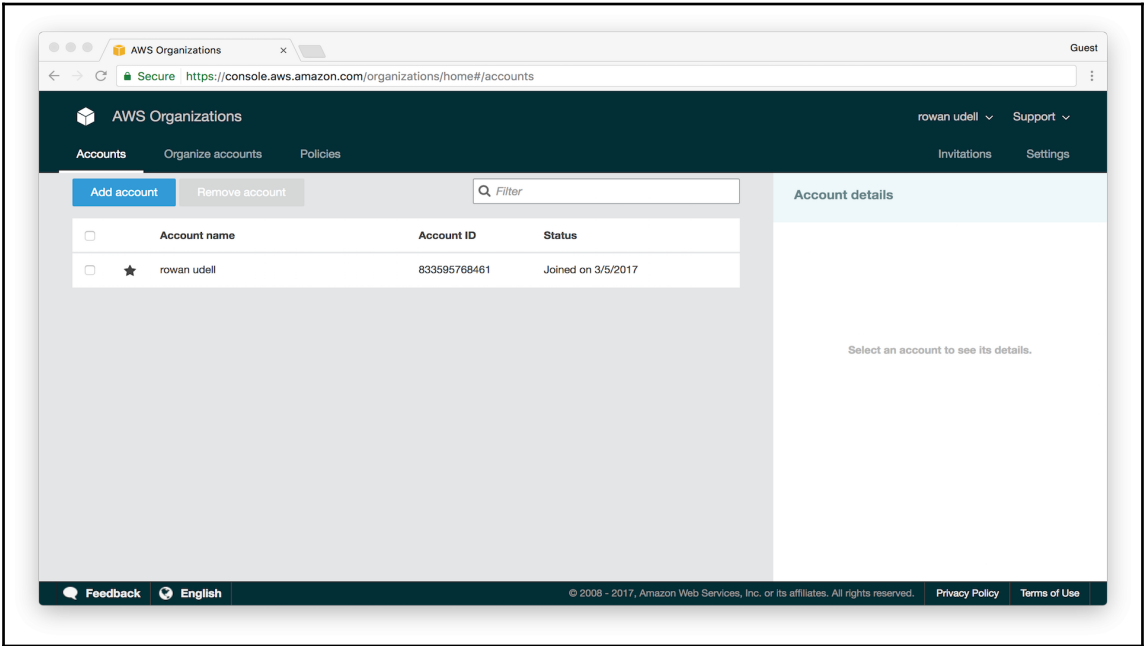 AWS Organizations
Guest
Secure https://console.aws.amazon.com/organizations/home#/accounts
AWS Organizations
rowan udell
Support
Accounts
Organize accounts
Policies
Invitations
Settings
Add account
Remove account
Filter
Account details
Account name Account ID Status
rowan udell 833595768461 Joined on 3/5/2017
Select an account to see its details.
Feedback
English
© 2008 - 2017, Amazon Web Services, Inc. or its affiliates. All rights reserved.
Privacy Policy
Terms of Use